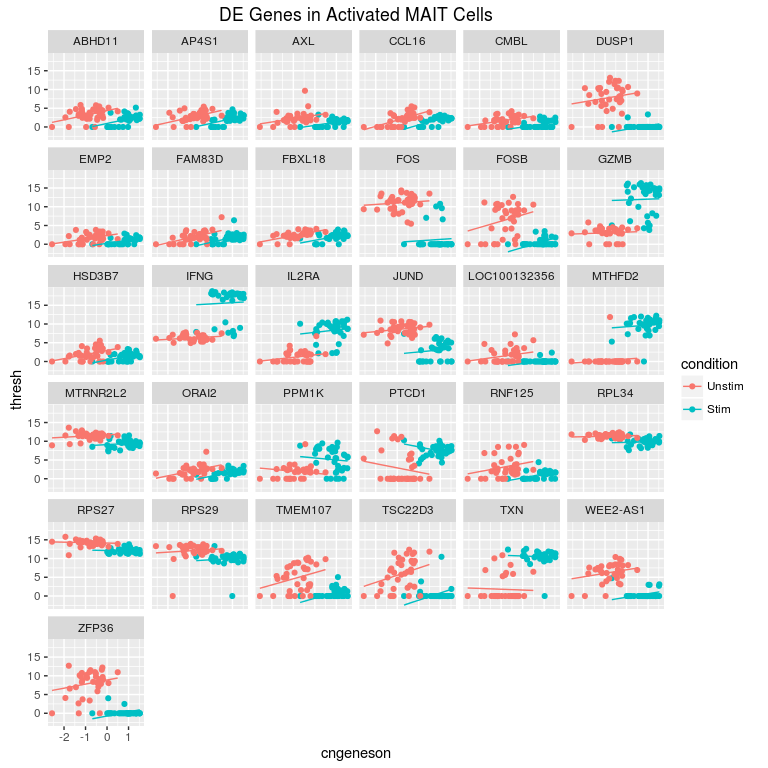 DE Genes in Activated MAIT Cells
ABHD11 AP4S1 AXL CCL16 CMBL DUSP1
15
10
5
0
EMP2 FAM83D FBXL18 FOS FOSB GZMB
15
10
5
0
HSD3B7 IFNG IL2RA JUND LOC100132356 MTHFD2
15
10
5
0
MTRNR2L2 ORAI2 PPM1K PTCD1 RNF125 RPL34
15
10
5
0
RPS27 RPS29 TMEM107 TSC22D3 TXN WEE2-AS1
15
10
5
0
ZFP36
15
10
5
0
-2 -1 0 1
cngeneson
thresh
condition
Unstim
Stim